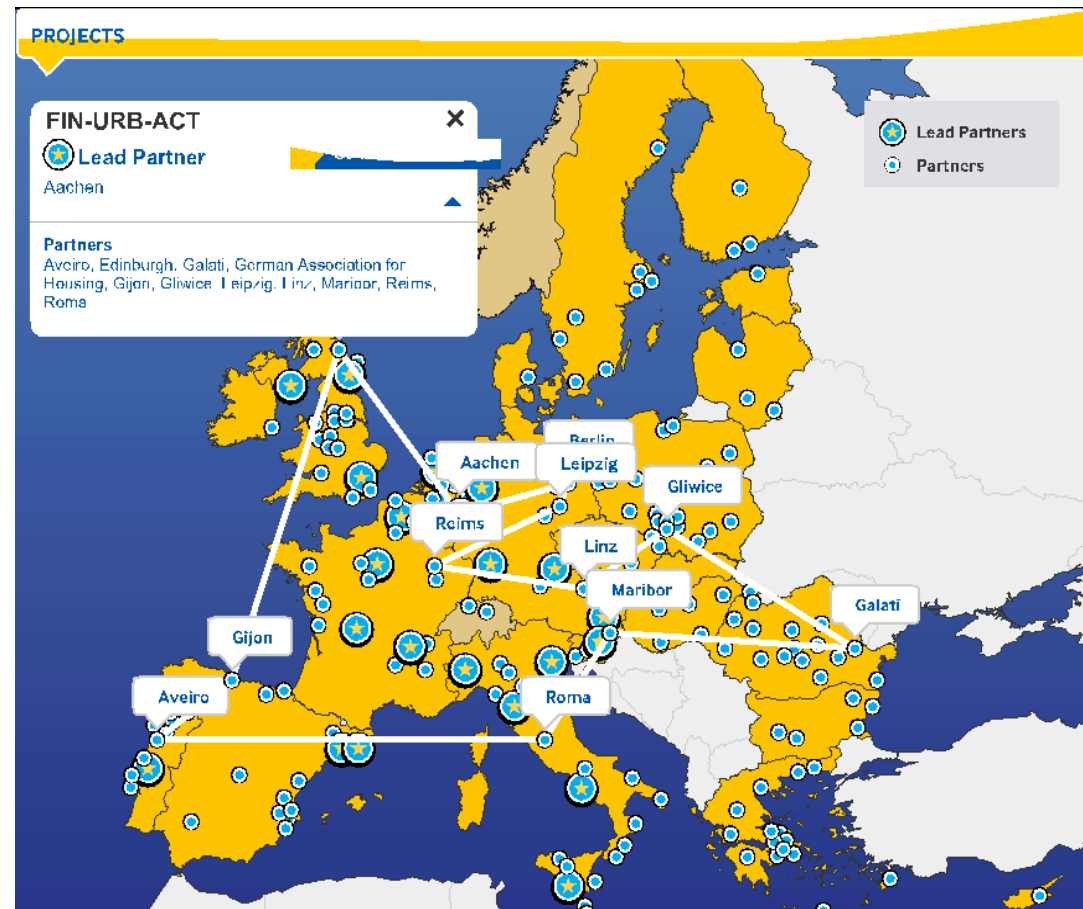 PROJECTS
FIN-URB-ACT
Lead Partner
Aachen
Partners
Aveiro, Edinburgh, Galati, German Association for
Housing, Gijon, Gliwice, Leipzig, Linz, Maribor, Reims,
Roma
Lead Partners
Partners
Berlin
Aachen
Leipzig
Gliwice
Reims
Linz
Maribor
Galati
Gijon
Aveiro
Roma